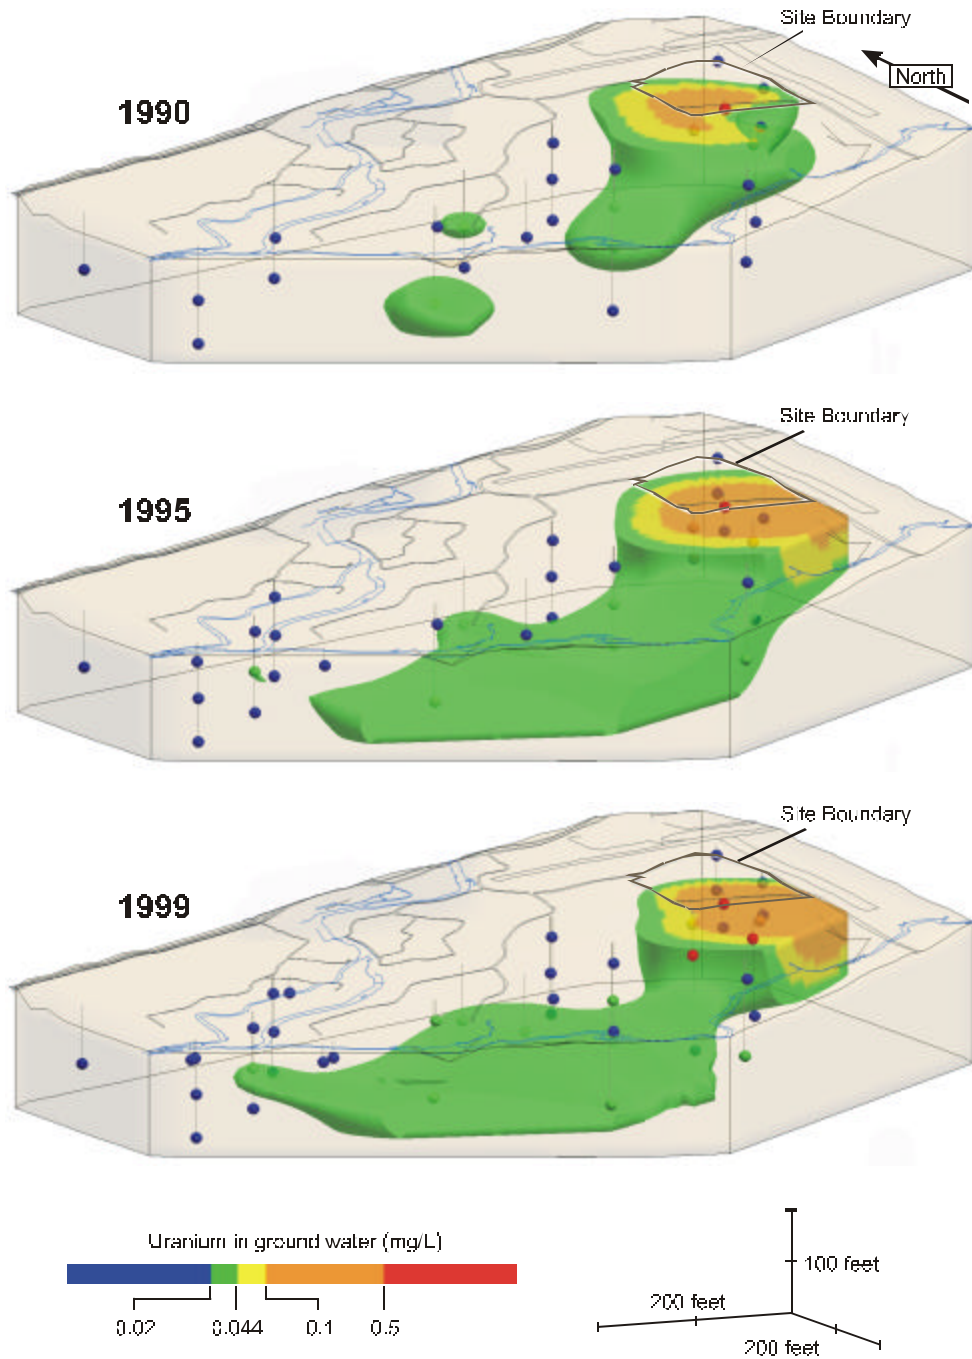 Site Boundary
North
1990
Site Boundary
1995
Site Boundary
1999
Uranium in ground water (mg/L)
0.02 0.044 0.1 0.5
100 feet
200 feet
200 feet